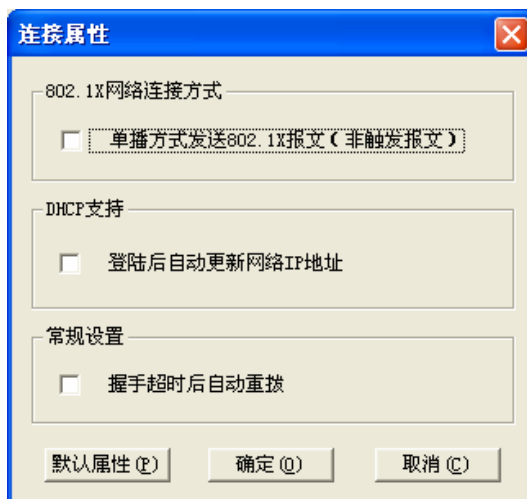 连接属性
802.1X网络连接方式
单播方式发送802.1X报文(非触发报文)
DHCP支持
登陆后自动更新网络IP地址
常规设置
握手超时后自动重拨
默认属性(P) 确定(O) 取消(C)